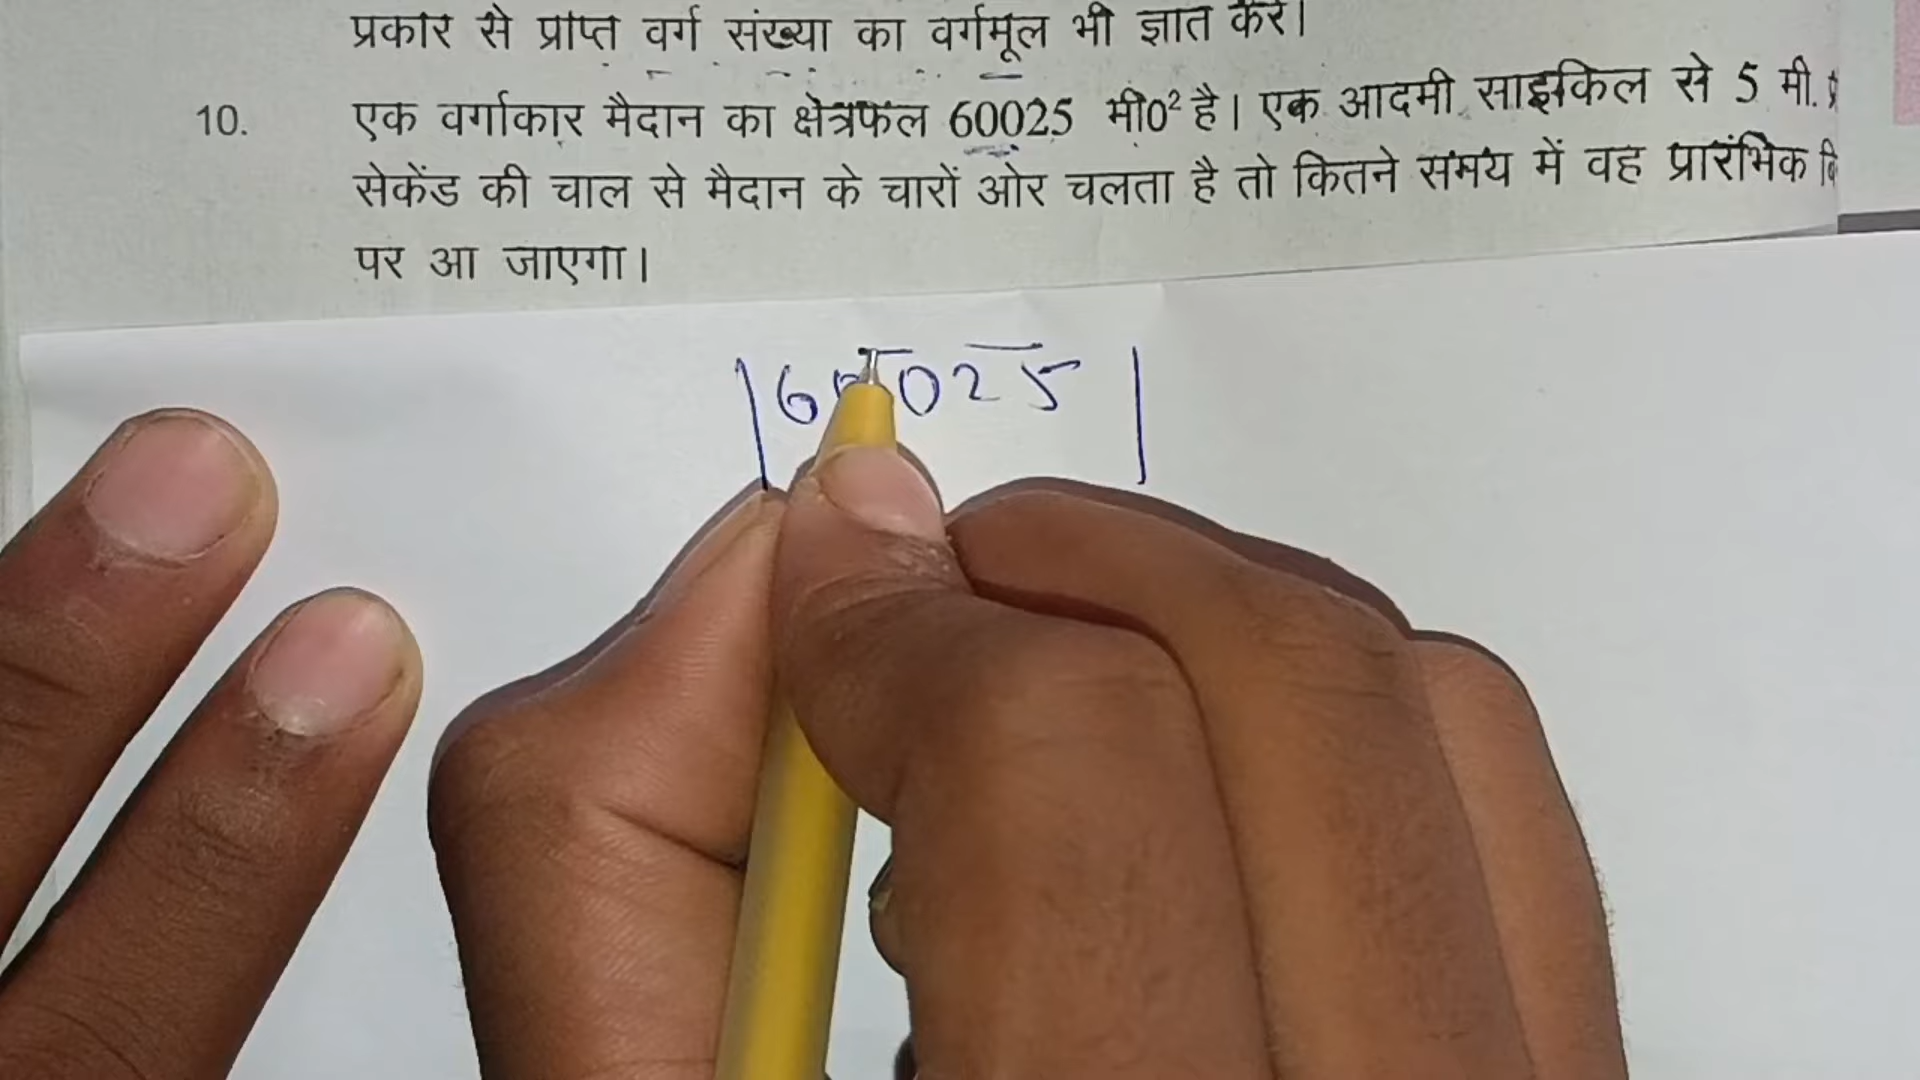 प्रकार से प्राप्त वर्ग संख्या का वर्गमूल भी ज्ञात करें।
10. एक वर्गाकार मैदान का क्षेत्रफल 60025 मी0² है। एक आदमी साइकिल से 5 मी.
सेकेंड की चाल से मैदान के चारों ओर चलता है तो कितने समय में वह प्रारंभिक
पर आ जाएगा।
60025